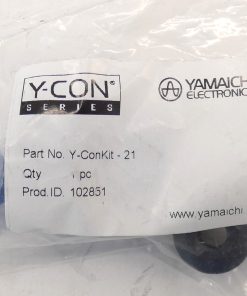 Y-CON®
SERIES
YAMAICHI
ELECTRONIC
Part No. Y-ConKit - 21
Qty 1 pc
Prod.ID. 102851
www.yamaichi